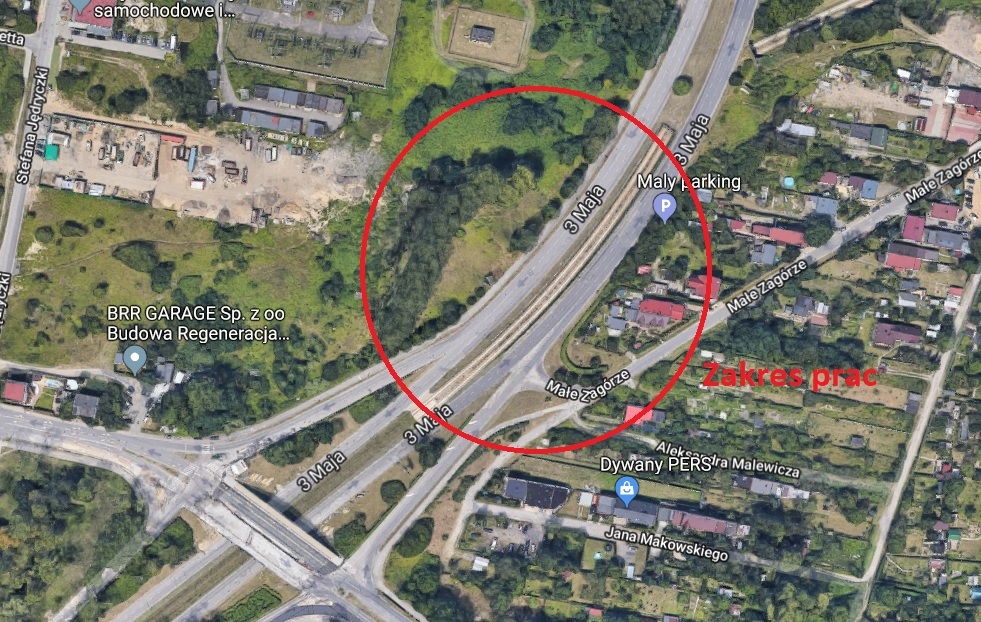 samochodowe i...
etta
Stefana Jędryczki
3 Maja
Mały parking
P
3 Maja
Małe Zagórze
Małe Zagórze
BRR GARAGE Sp. z oo
Budowa Regeneracja...
Zakres prac
Małe Zagórze
3 Maja
Aleksandra Malewicza
3 Maja
Dywany PERS
Jana Makowskiego